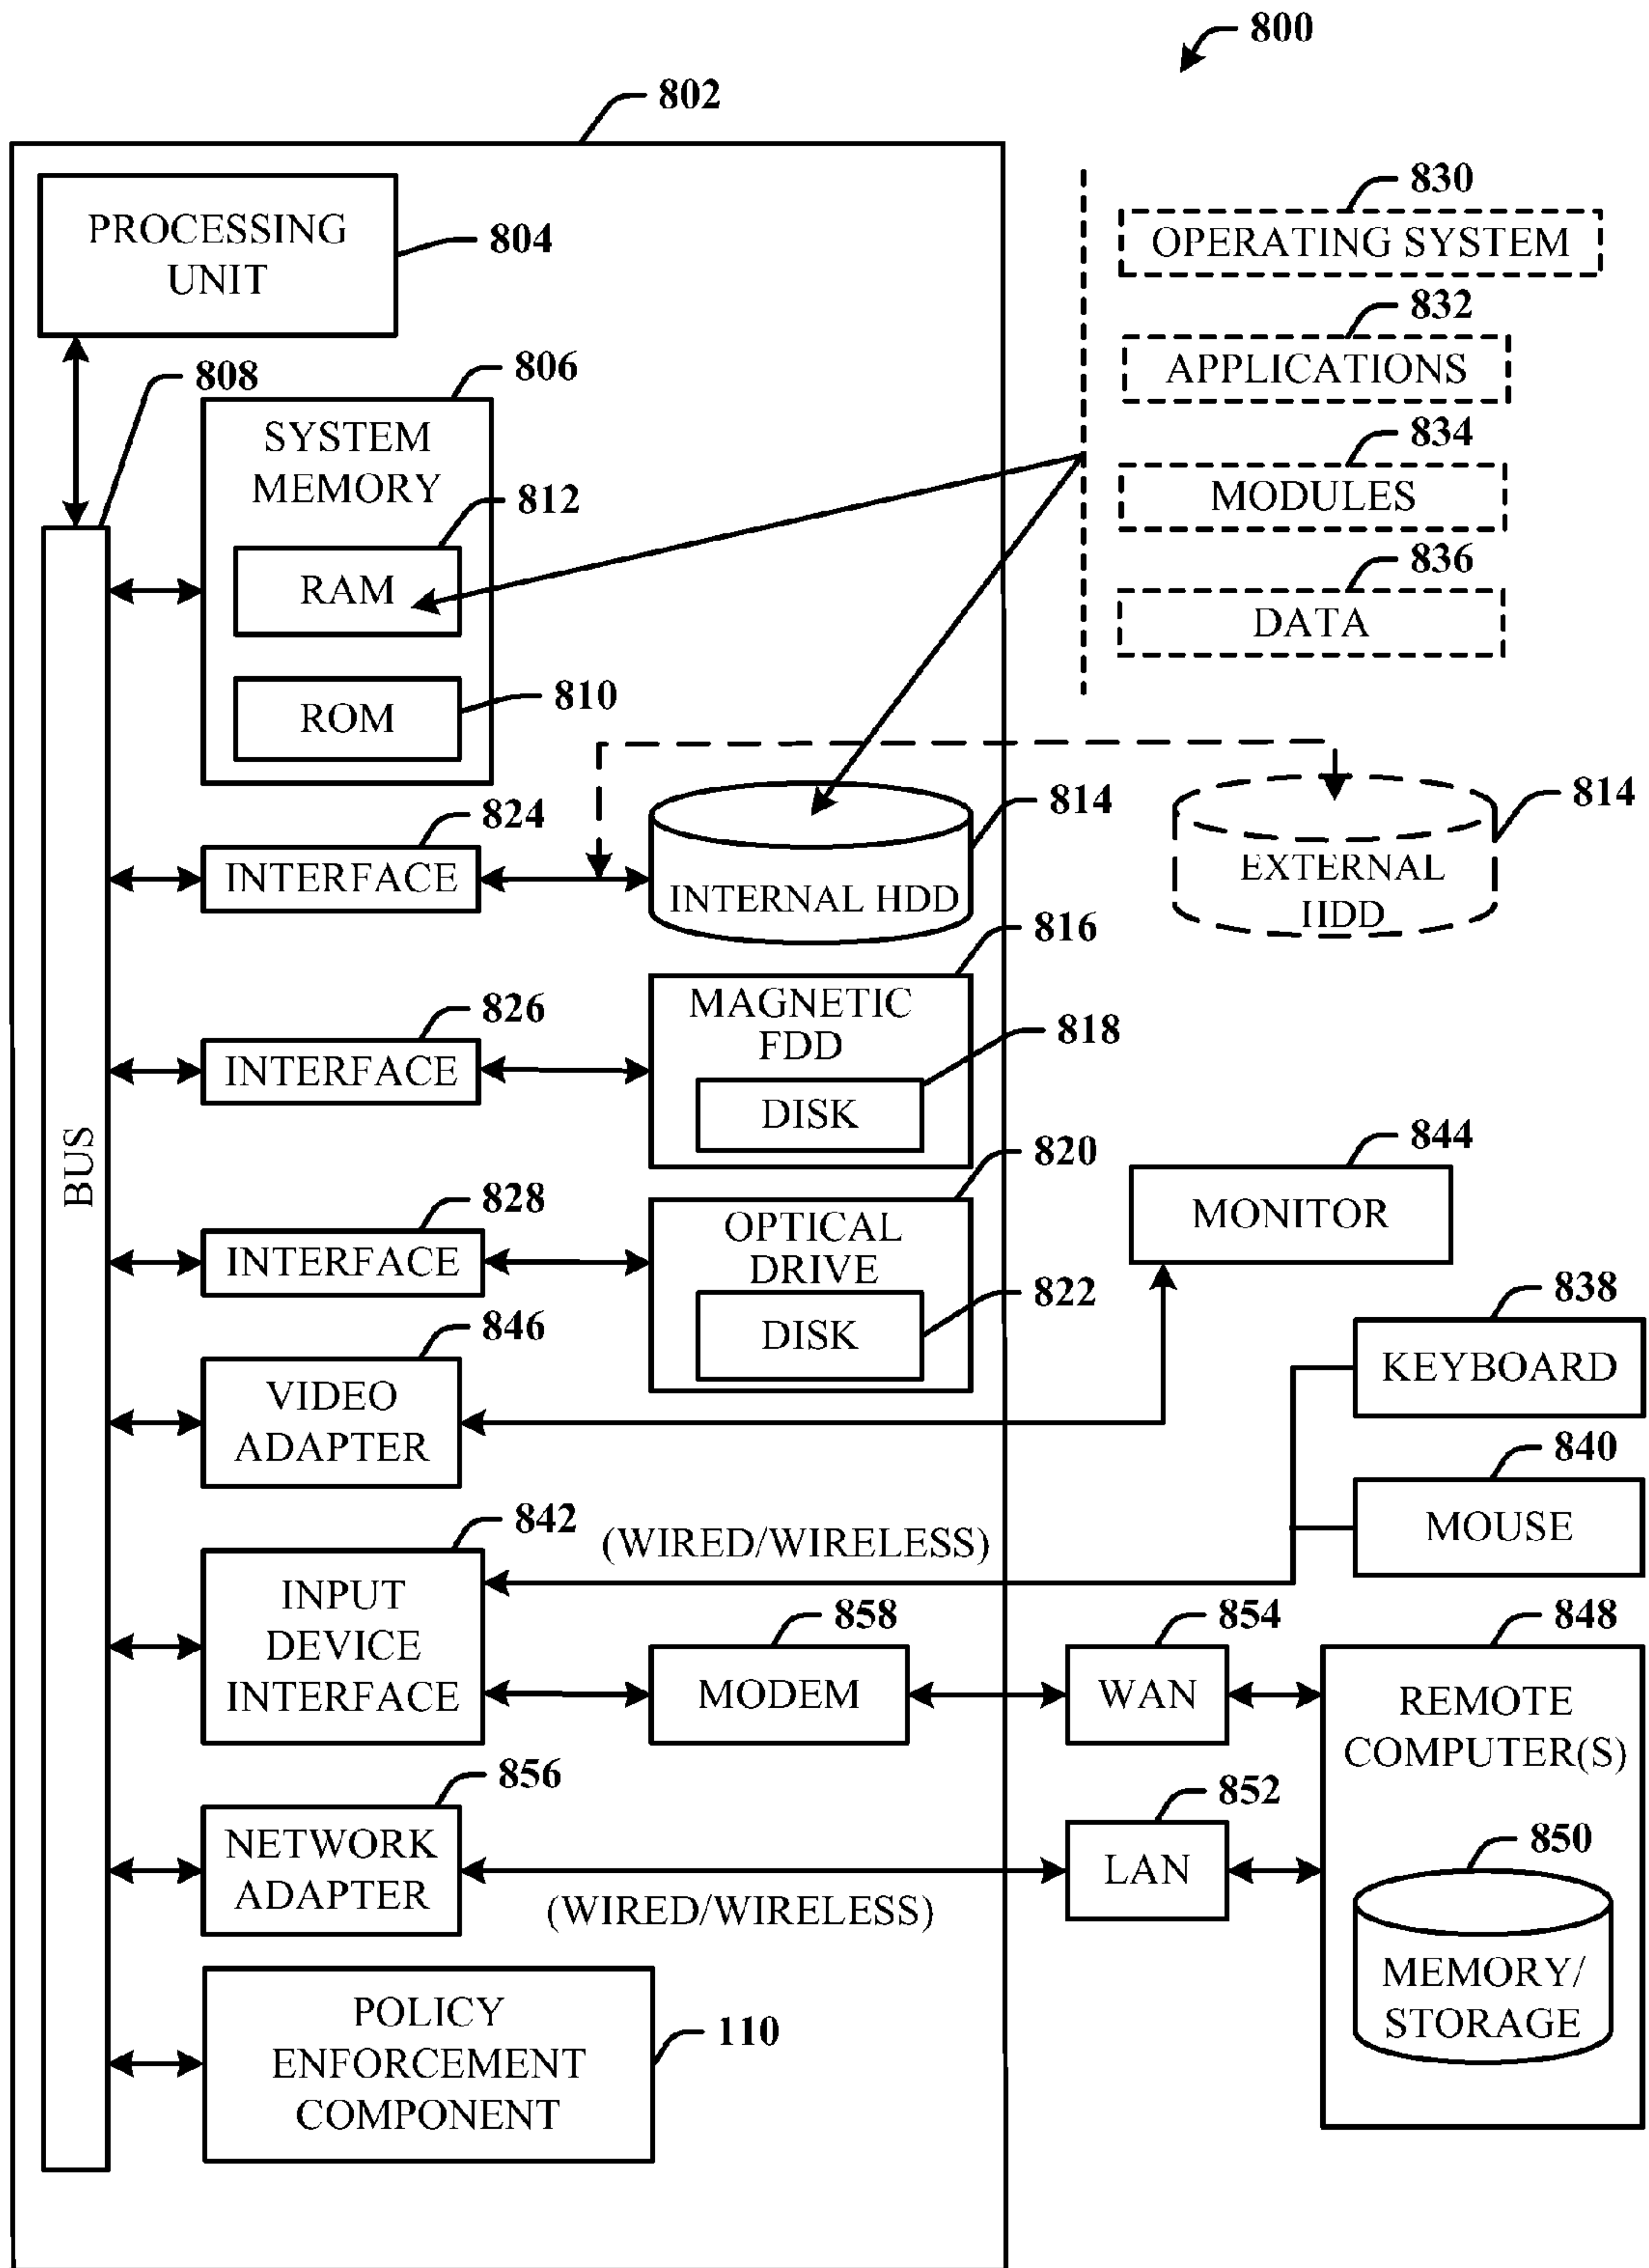 800
802
PROCESSING
UNIT
804
830
OPERATING SYSTEM
832
APPLICATIONS
834
MODULES
836
DATA
808
806
SYSTEM
MEMORY
812
RAM
810
ROM
BUS
824
INTERFACE
814
INTERNAL HDD
814
EXTERNAL
HDD
826
INTERFACE
816
MAGNETIC
FDD
818
DISK
828
INTERFACE
820
OPTICAL
DRIVE
822
DISK
844
MONITOR
846
VIDEO
ADAPTER
838
KEYBOARD
840
MOUSE
842
(WIRED/WIRELESS)
INPUT
DEVICE
INTERFACE
858
MODEM
854
WAN
848
REMOTE
COMPUTER(S)
856
NETWORK
ADAPTER
(WIRED/WIRELESS)
852
LAN
850
MEMORY/
STORAGE
POLICY
ENFORCEMENT
COMPONENT
110